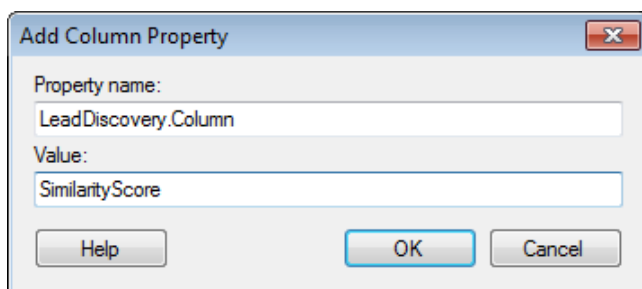 Add Column Property
Property name:
LeadDiscovery.Column
Value:
SimilarityScore
Help OK Cancel